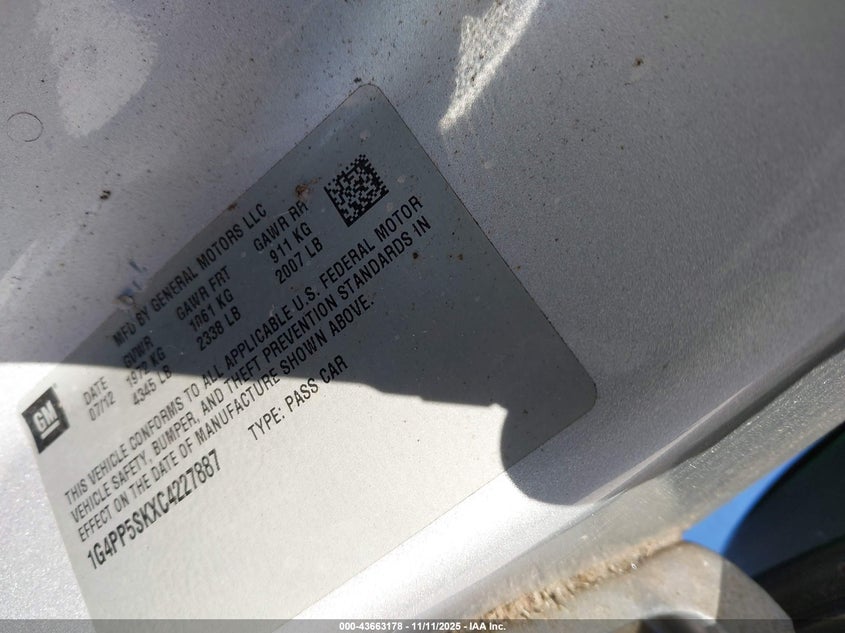 GM
MFD BY GENERAL MOTORS LLC
DATE GVWR GAWR FRT GAWR RR
07/12 1972 KG 1061 KG 911 KG
4345 LB 2338 LB 2007 LB
THIS VEHICLE CONFORMS TO ALL APPLICABLE U.S. FEDERAL MOTOR
VEHICLE SAFETY, BUMPER, AND THEFT PREVENTION STANDARDS IN
EFFECT ON THE DATE OF MANUFACTURE SHOWN ABOVE.
1G4PP5SKXC4227887 TYPE: PASS CAR
000-43663178 - 11/11/2025 - IAA Inc.